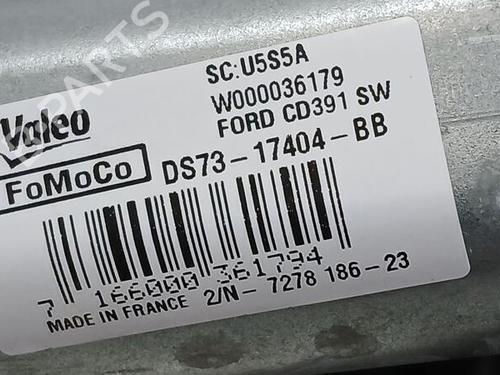 SC:U5S5A
W000036179
FORD CD391 SW
Valeo
FoMoCo
DS73-17404-BB
7 166000 361794
MADE IN FRANCE 2/N- 7278 186-23
PARTS